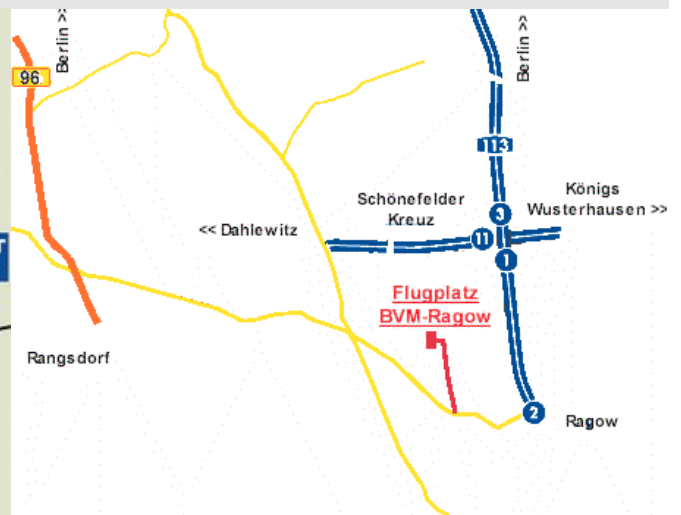 Berlin >>
Berlin >>
96
113
Schönefelder
Kreuz
Königs
Wusterhausen >>
<< Dahlewitz
3
11
1
Flugplatz
BVM-Ragow
Rangsdorf
2
Ragow
T